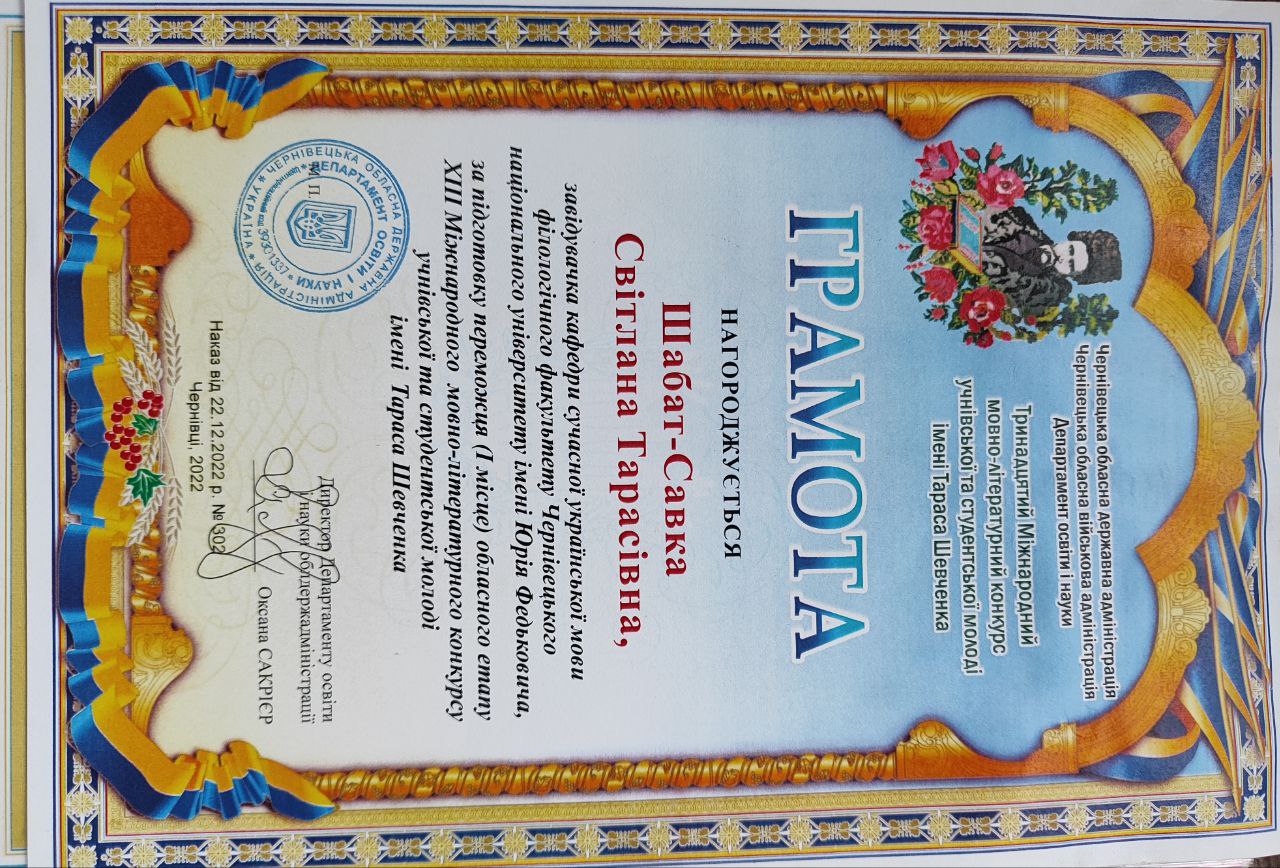 Чернівецька обласна державна адміністрація
Чернівецька обласна військова адміністрація
Департамент освіти і науки
Тринадцятий Міжнародний
мовно-літературний конкурс
учнівської та студентської молоді
імені Тараса Шевченка
ГРАМОТА
НАГОРОДЖУЄТЬСЯ
Шабат-Савка
Світлана Тарасівна,
завідувачка кафедри сучасної української мови
філологічного факультету Чернівецького
національного університету імені Юрія Федьковича,
за підготовку переможця (І місце) обласного етапу
ХІІІ Міжнародного мовно-літературного конкурсу
учнівської та студентської молоді
імені Тараса Шевченка
Директор Департаменту освіти
і науки облдержадміністрації
Оксана САКРІЄР
М. П.
ЧЕРНІВЕЦЬКА ОБЛАСНА ДЕРЖАВНА АДМІНІСТРАЦІЯ * УКРАЇНА *
ДЕПАРТАМЕНТ ОСВІТИ І НАУКИ
Ідентифікаційний код 39301337
Наказ від 22.12.2022 р. № 302
Чернівці, 2022